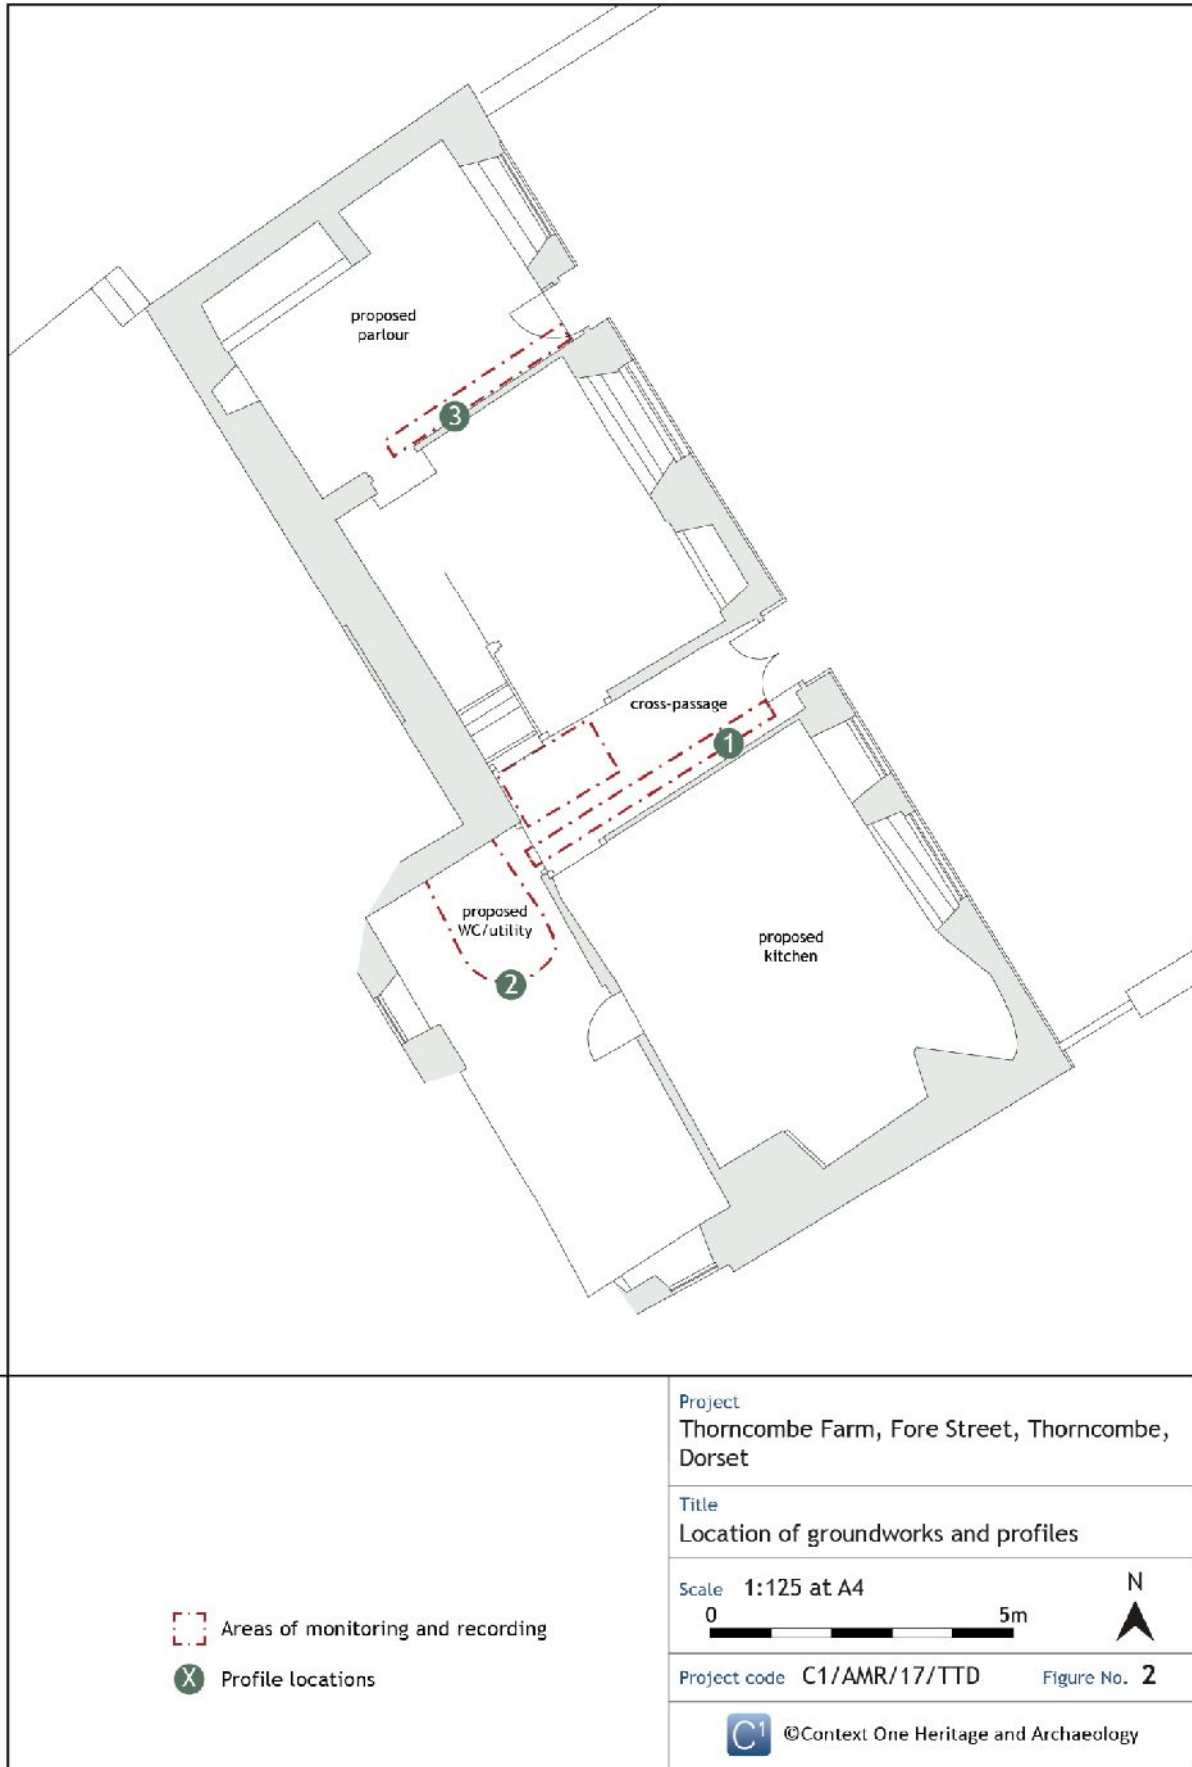 proposed
parlour
3
cross-passage
1
proposed
WC/utility
proposed
kitchen
2
Project
Thorncombe Farm, Fore Street, Thorncombe,
Dorset
Title
Location of groundworks and profiles
Scale 1:125 at A4
N
0 5m
Areas of monitoring and recording
X Profile locations
Project code C1/AMR/17/TTD Figure No. 2
C1 ©Context One Heritage and Archaeology